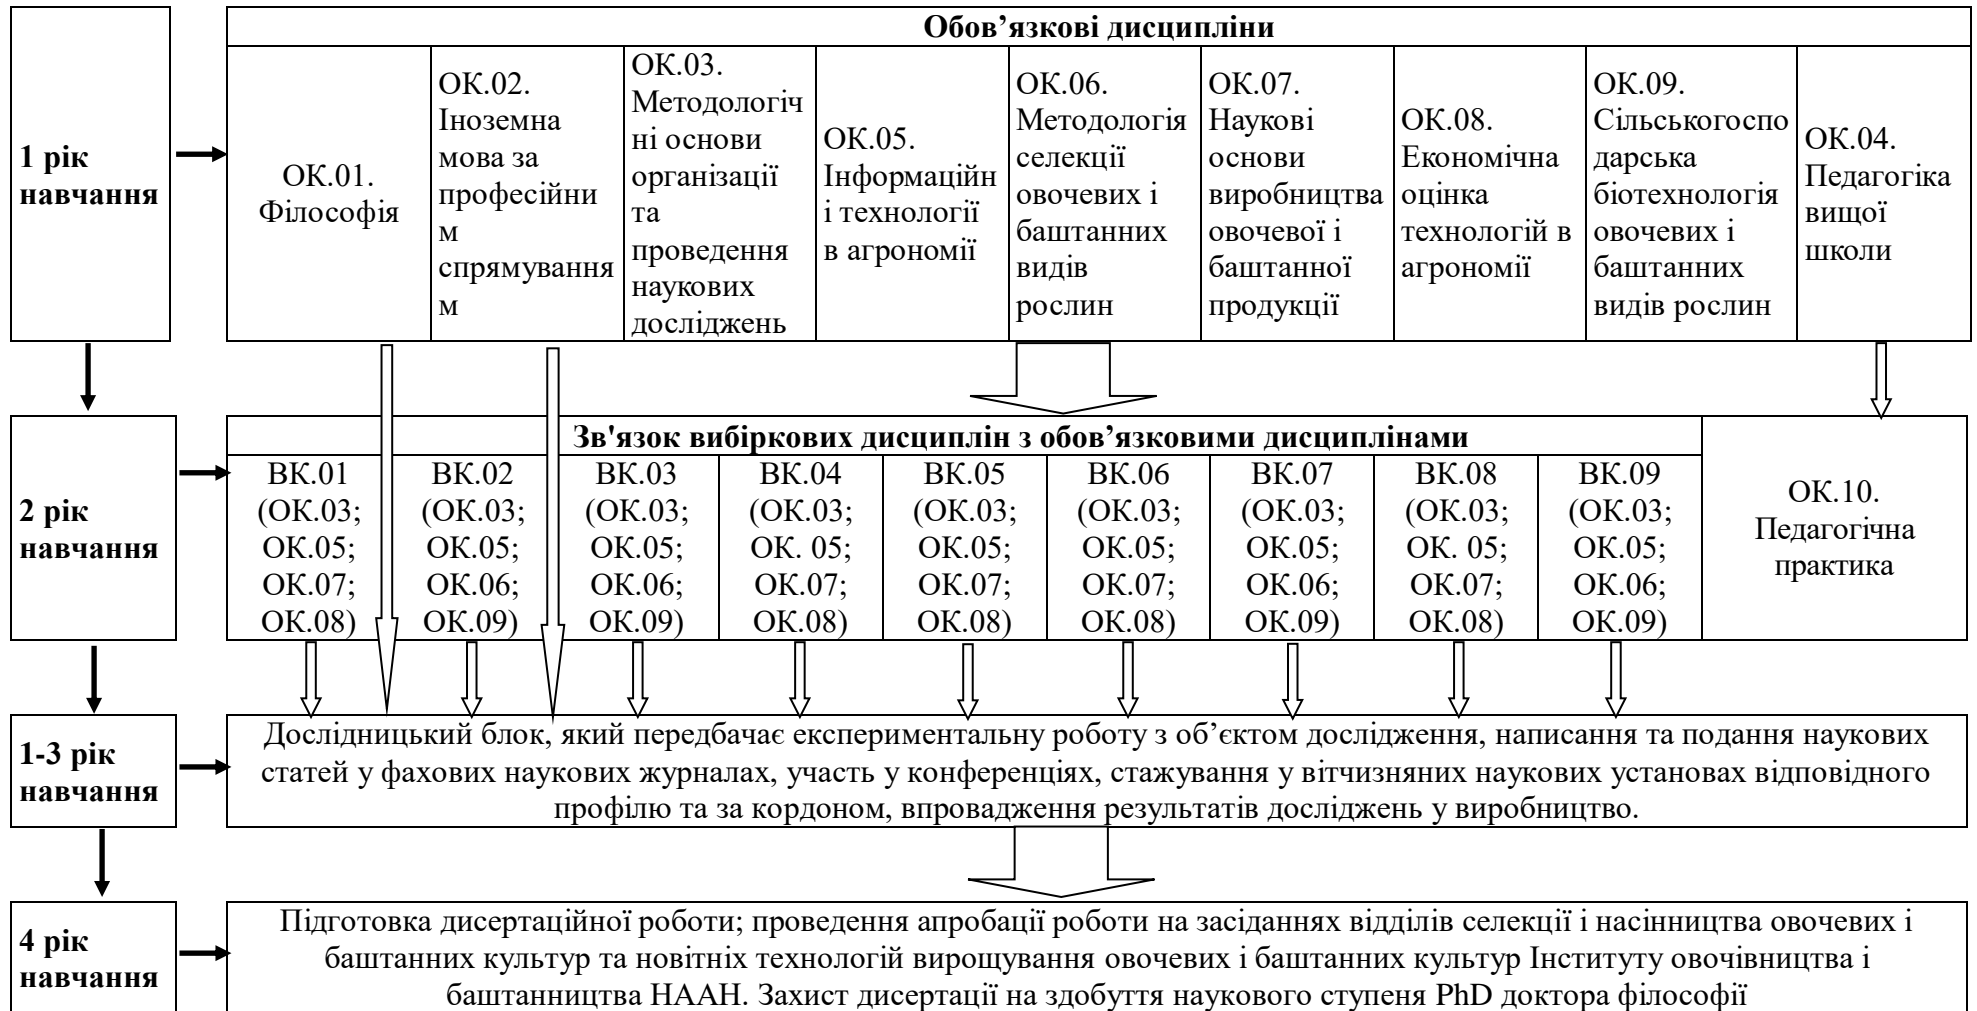 Обов’язкові дисципліни
1 рік
навчання
ОК.01.
Філософія
ОК.02.
Іноземна
мова за
професійни
м
спрямування
м
ОК.03.
Методологіч
ні основи
організації
та
проведення
наукових
досліджень
ОК.05.
Інформаційн
і технології
в агрономії
ОК.06.
Методологія
селекції
овочевих і
баштанних
видів
рослин
ОК.07.
Наукові
основи
виробництва
овочевої і
баштанної
продукції
ОК.08.
Економічна
оцінка
технологій в
агрономії
ОК.09.
Сільськогоспо
дарська
біотехнологія
овочевих і
баштанних
видів рослин
ОК.04.
Педагогіка
вищої
школи
2 рік
навчання
Зв'язок вибіркових дисциплін з обов’язковими дисциплінами
ВК.01
(ОК.03;
ОК.05;
ОК.07;
ОК.08)
ВК.02
(ОК.03;
ОК.05;
ОК.06;
ОК.09)
ВК.03
(ОК.03;
ОК.05;
ОК.06;
ОК.09)
ВК.04
(ОК.03;
ОК. 05;
ОК.07;
ОК.08)
ВК.05
(ОК.03;
ОК.05;
ОК.07;
ОК.08)
ВК.06
(ОК.03;
ОК.05;
ОК.07;
ОК.08)
ВК.07
(ОК.03;
ОК.05;
ОК.06;
ОК.09)
ВК.08
(ОК.03;
ОК. 05;
ОК.07;
ОК.08)
ВК.09
(ОК.03;
ОК.05;
ОК.06;
ОК.09)
ОК.10.
Педагогічна
практика
1-3 рік
навчання
Дослідницький блок, який передбачає експериментальну роботу з об’єктом дослідження, написання та подання наукових
статей у фахових наукових журналах, участь у конференціях, стажування у вітчизняних наукових установах відповідного
профілю та за кордоном, впровадження результатів досліджень у виробництво.
4 рік
навчання
Підготовка дисертаційної роботи; проведення апробації роботи на засіданнях відділів селекції і насінництва овочевих і
баштанних культур та новітніх технологій вирощування овочевих і баштанних культур Інституту овочівництва і
баштанництва НААН. Захист дисертації на здобуття наукового ступеня PhD доктора філософії